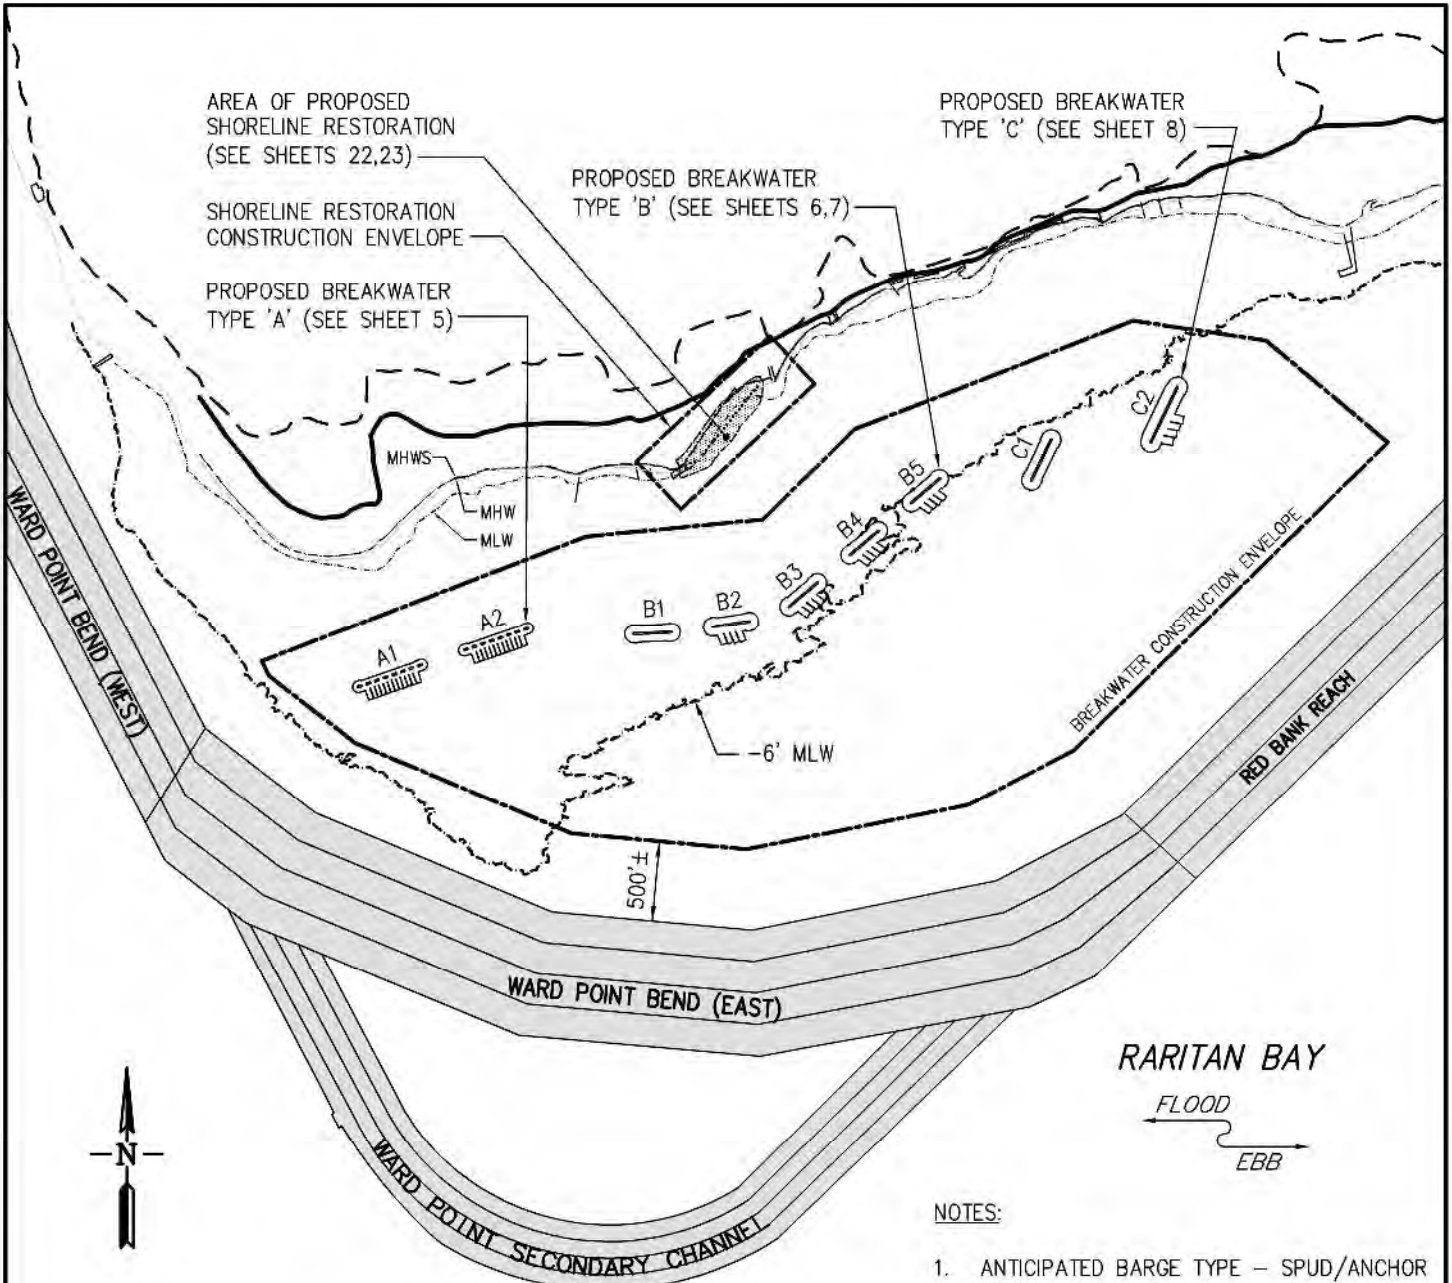 AREA OF PROPOSED
SHORELINE RESTORATION
(SEE SHEETS 22,23)
PROPOSED BREAKWATER
TYPE 'C' (SEE SHEET 8)
PROPOSED BREAKWATER
TYPE 'B' (SEE SHEETS 6,7)
SHORELINE RESTORATION
CONSTRUCTION ENVELOPE
PROPOSED BREAKWATER
TYPE 'A' (SEE SHEET 5)
MHWS
MHW
MLW
A1
A2
B1
B2
B3
B4
B5
C1
C2
WARD POINT BEND (WEST)
BREAKWATER CONSTRUCTION ENVELOPE
RED BANK REACH
-6' MLW
500'±
WARD POINT BEND (EAST)
RARITAN BAY
FLOOD
EBB
N
WARD POINT SECONDARY CHANNEL
NOTES:
1. ANTICIPATED BARGE TYPE – SPUD/ANCHOR